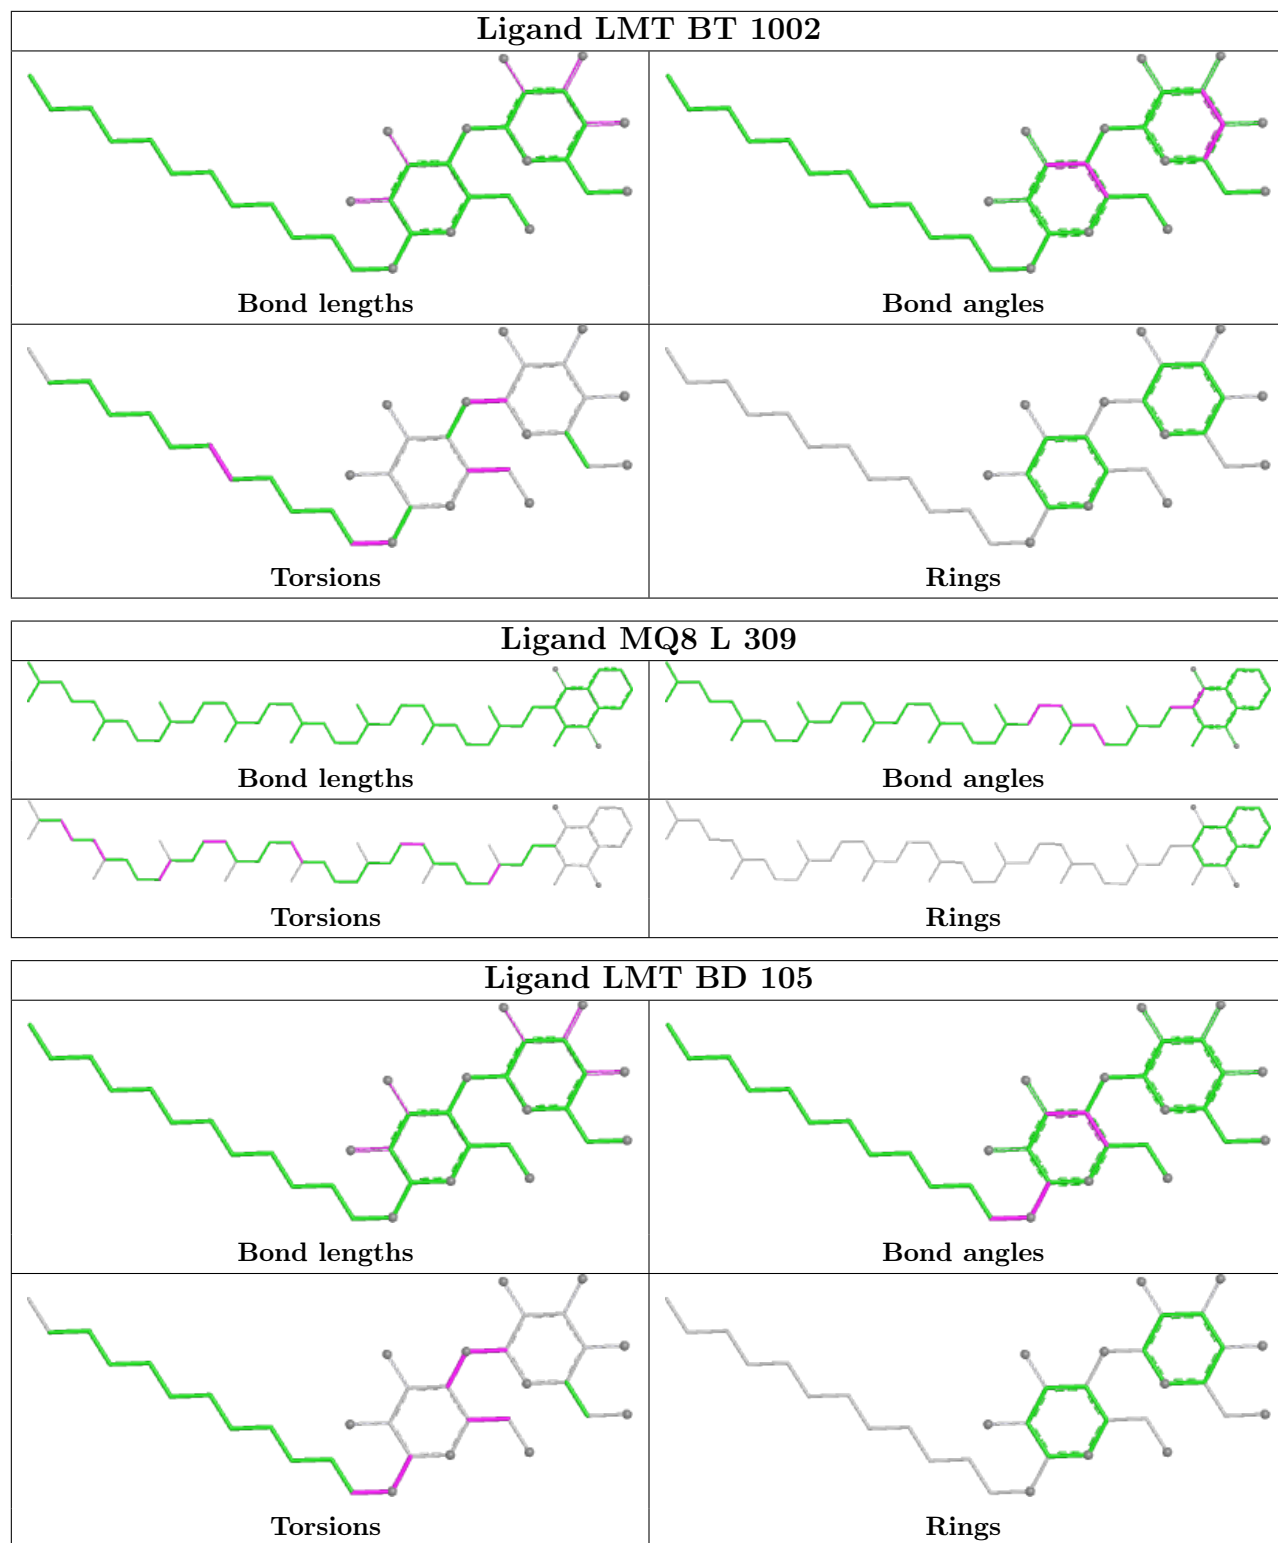 Ligand LMT BT 1002
Bond lengths
Bond angles
Torsions
Rings
Ligand MQ8 L 309
Bond lengths
Bond angles
Torsions
Rings
Ligand LMT BD 105
Bond lengths
Bond angles
Torsions
Rings